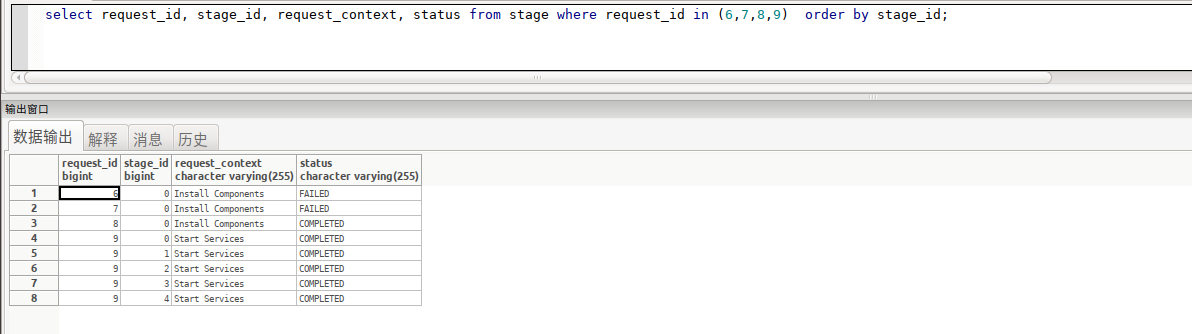 select request_id, stage_id, request_context, status from stage where request_id in (6,7,8,9)  order by stage_id;
输出窗口
数据输出 解释 消息 历史
request_id stage_id request_context status
bigint bigint character varying(255) character varying(255)
1 6 0 Install Components FAILED
2 7 0 Install Components FAILED
3 8 0 Install Components COMPLETED
4 9 0 Start Services COMPLETED
5 9 1 Start Services COMPLETED
6 9 2 Start Services COMPLETED
7 9 3 Start Services COMPLETED
8 9 4 Start Services COMPLETED